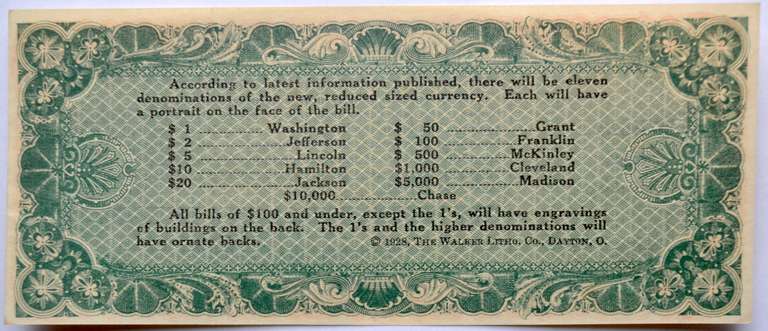 According to latest information published, there will be eleven
denominations of the new, reduced sized currency. Each will have
a portrait on the face of the bill.
$ 1 ................ Washington $ 50 .......................Grant
$ 2 ......................Jefferson $ 100 ..................Franklin
$ 5 .........................Lincoln $ 500 ................McKinley
$10 .....................Hamilton $1,000 ...............Cleveland
$20 .......................Jackson $5,000 .................Madison
$10,000 ....................Chase
All bills of $100 and under, except the 1's, will have engravings
of buildings on the back. The 1's and the higher denominations will
have ornate backs. © 1928, The Walker Litho. Co., Dayton, O.